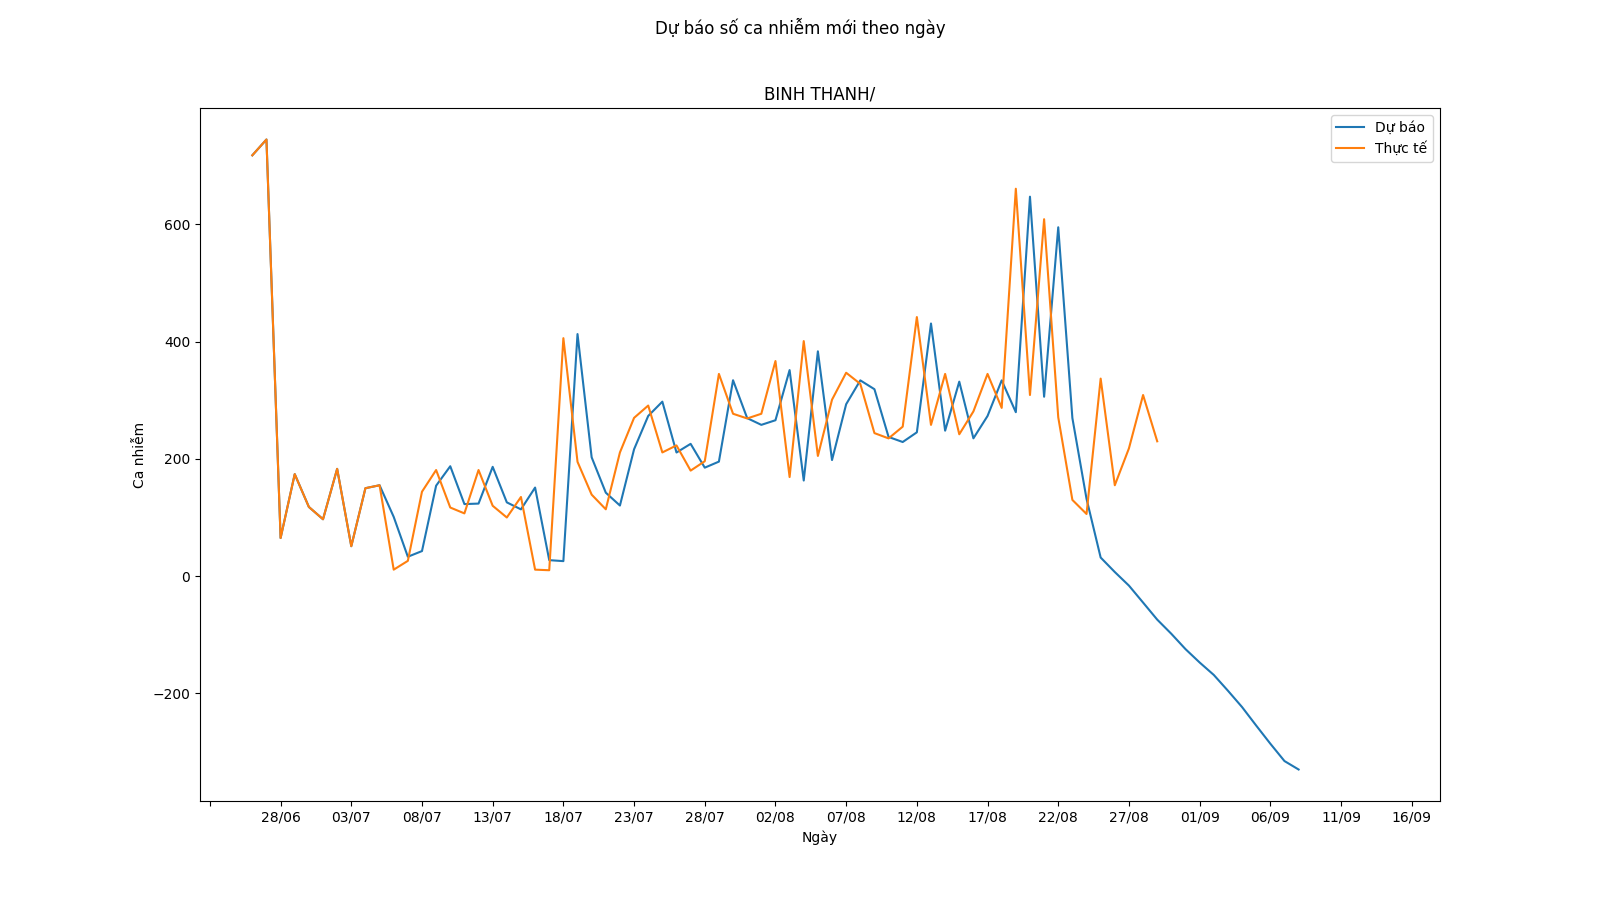 Dự báo số ca nhiễm mới theo ngày
BINH THANH/
Dự báo
Thực tế
600
400
200
0
−200
Ca nhiễm
28/06 03/07 08/07 13/07 18/07 23/07 28/07 02/08 07/08 12/08 17/08 22/08 27/08 01/09 06/09 11/09 16/09
Ngày